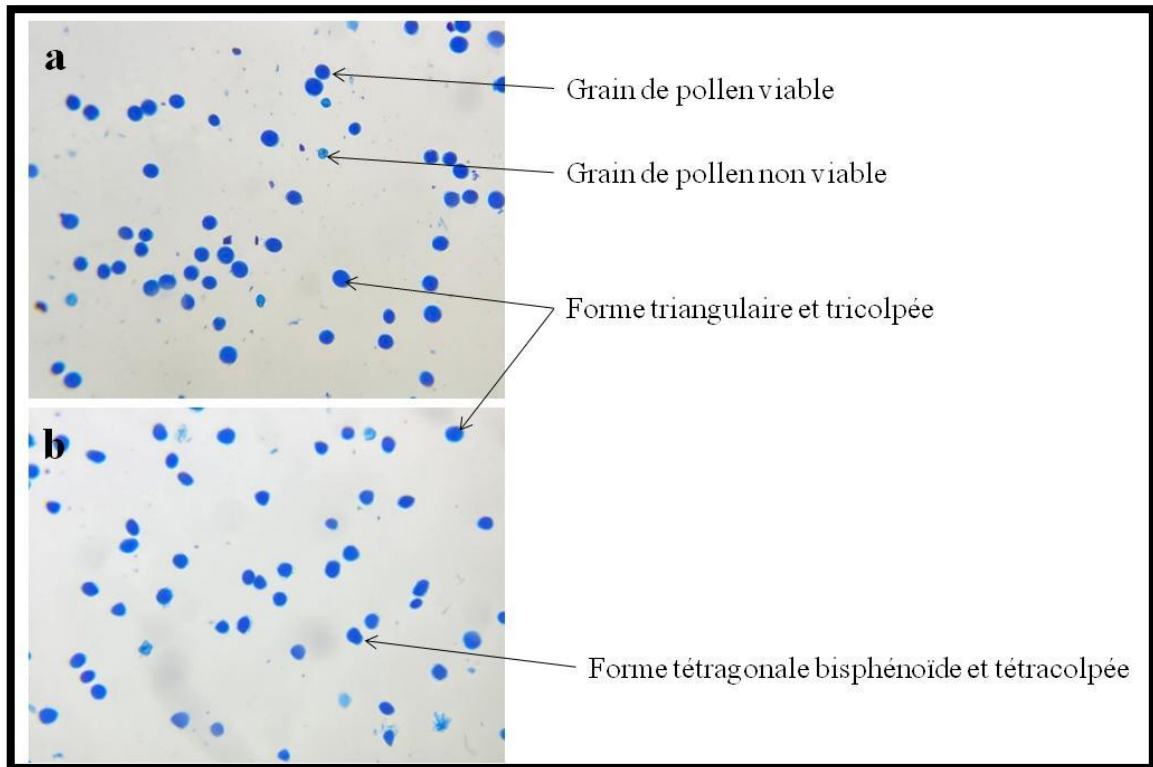 a
Grain de pollen viable
Grain de pollen non viable
Forme triangulaire et tricolpée
b
Forme tétragonale bisphénoïde et tétracolpée